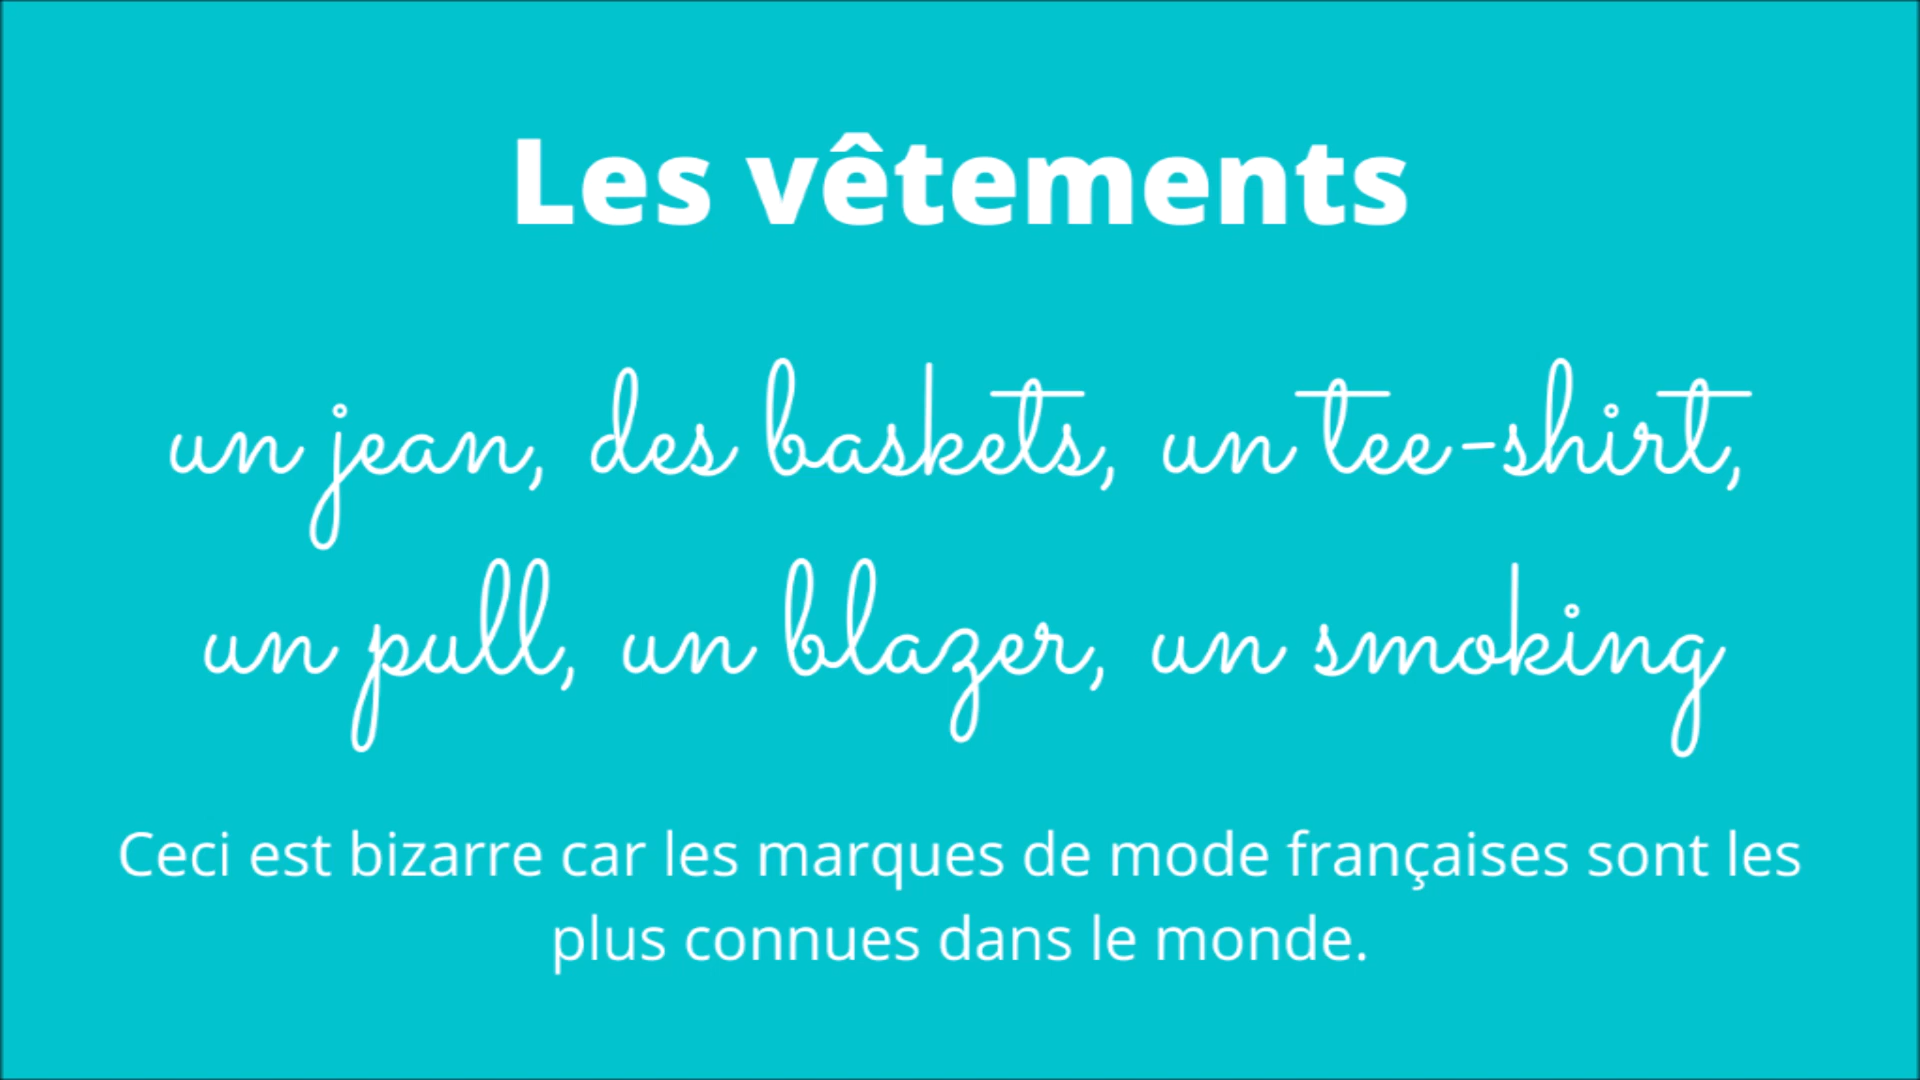 Les vêtements
un jean, des baskets, un tee-shirt,
un pull, un blazer, un smoking
Ceci est bizarre car les marques de mode françaises sont les
plus connues dans le monde.